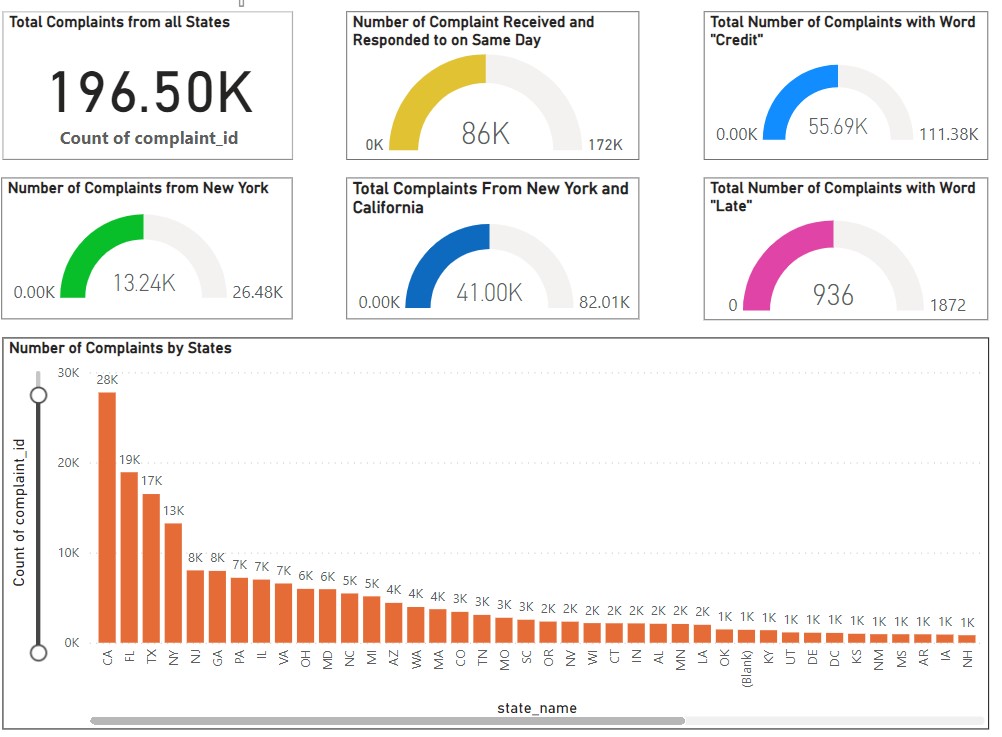 Total Complaints from all States
196.50K
Count of complaint_id
Number of Complaint Received and
Responded to on Same Day
0K
86K
172K
Total Number of Complaints with Word
"Credit"
0.00K
55.69K
111.38K
Number of Complaints from New York
0.00K
13.24K
26.48K
Total Complaints From New York and
California
0.00K
41.00K
82.01K
Total Number of Complaints with Word
"Late"
0
936
1872
Number of Complaints by States
Count of complaint_id
30K
20K
10K
0K
28K
19K
17K
13K
8K
8K
7K
7K
7K
6K
6K
5K
5K
4K
4K
4K
3K
3K
3K
3K
2K
2K
2K
2K
2K
2K
2K
2K
1K
1K
1K
1K
1K
1K
1K
1K
1K
1K
1K
1K
CA
FL
TX
NY
NJ
GA
PA
IL
VA
OH
MD
NC
MI
AZ
WA
MA
CO
TN
MO
SC
OR
NV
WI
CT
IN
AL
MN
LA
OK
(Blank)
KY
UT
DE
DC
KS
NM
MS
AR
IA
NH
state_name